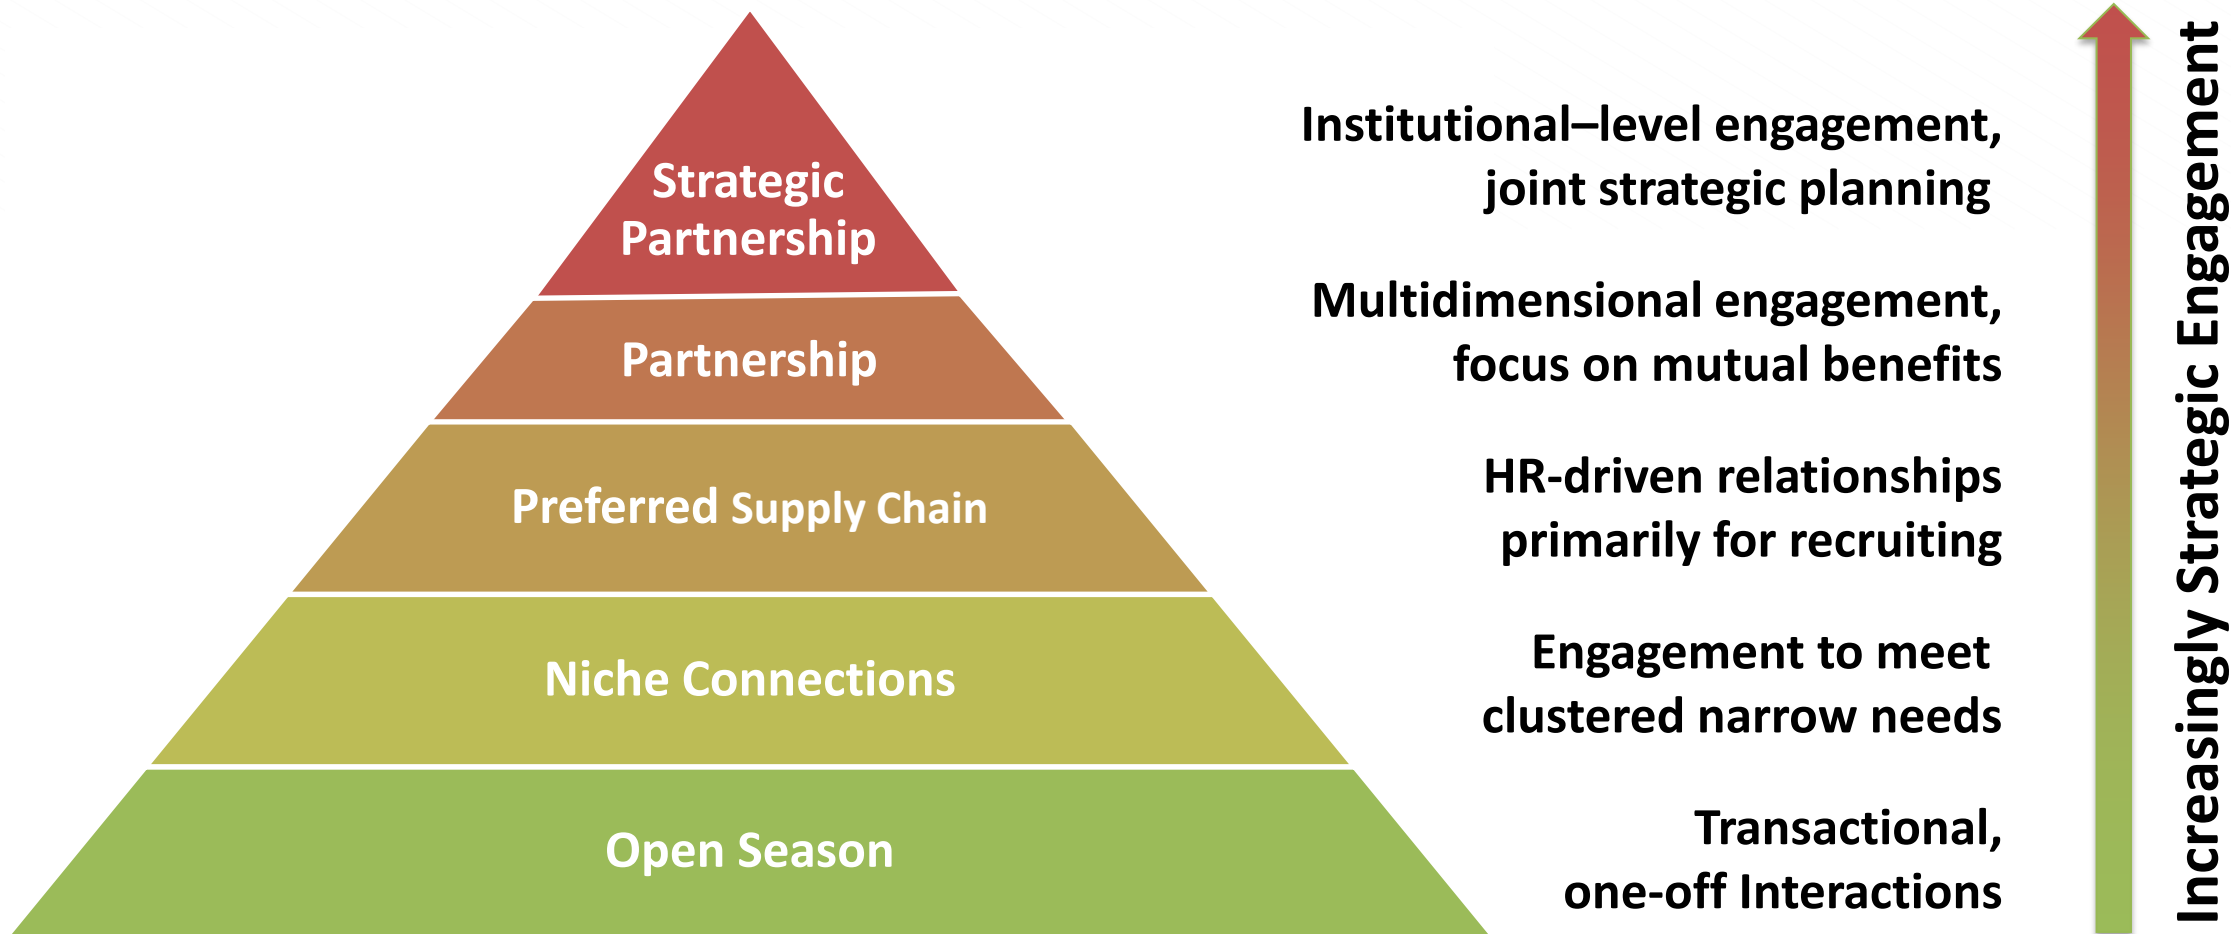 Strategic
Partnership
Institutional–level engagement,
joint strategic planning
Partnership
Multidimensional engagement,
focus on mutual benefits
Preferred Supply Chain
HR-driven relationships
primarily for recruiting
Niche Connections
Engagement to meet
clustered narrow needs
Open Season
Transactional,
one-off Interactions
Increasingly Strategic Engagement